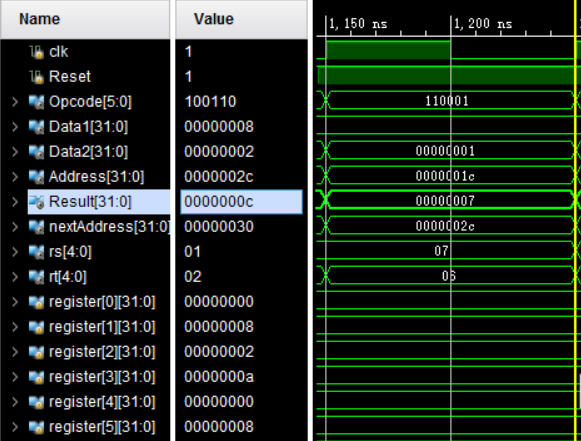 Name Value 1,150 ns 1,200 ns
clk 1
Reset 1
Opcode[5:0] 100110 110001
Data1[31:0] 00000008
Data2[31:0] 00000002 00000001
Address[31:0] 0000002c 0000001c
Result[31:0] 0000000c 00000007
nextAddress[31:0] 00000030 0000002c
rs[4:0] 01 07
rt[4:0] 02 06
register[0][31:0] 00000000
register[1][31:0] 00000008
register[2][31:0] 00000002
register[3][31:0] 0000000a
register[4][31:0] 00000000
register[5][31:0] 00000008